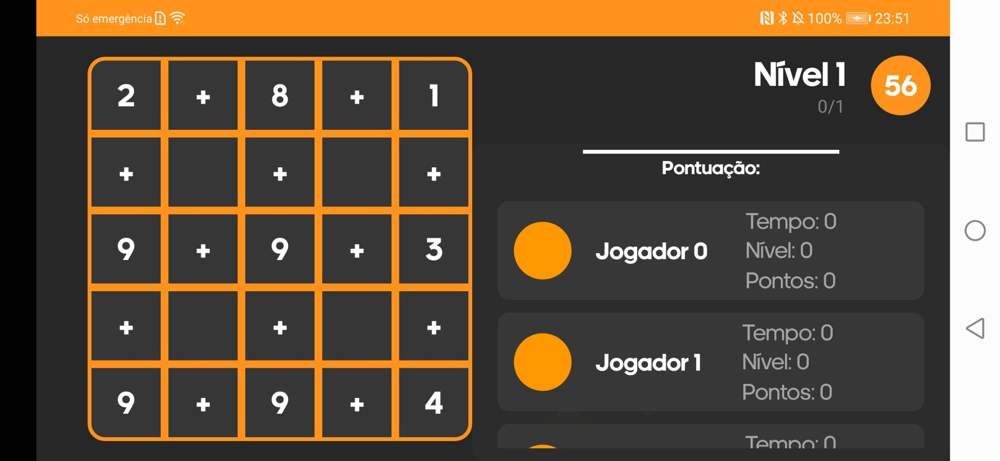 Só emergência
100% 23:51
2 + 8 + 1
+ + +
9 + 9 + 3
+ + +
9 + 9 + 4
Nível 1
0/1
56
Pontuação:
Jogador 0
Tempo: 0
Nível: 0
Pontos: 0
Jogador 1
Tempo: 0
Nível: 0
Pontos: 0
Tempo: 0